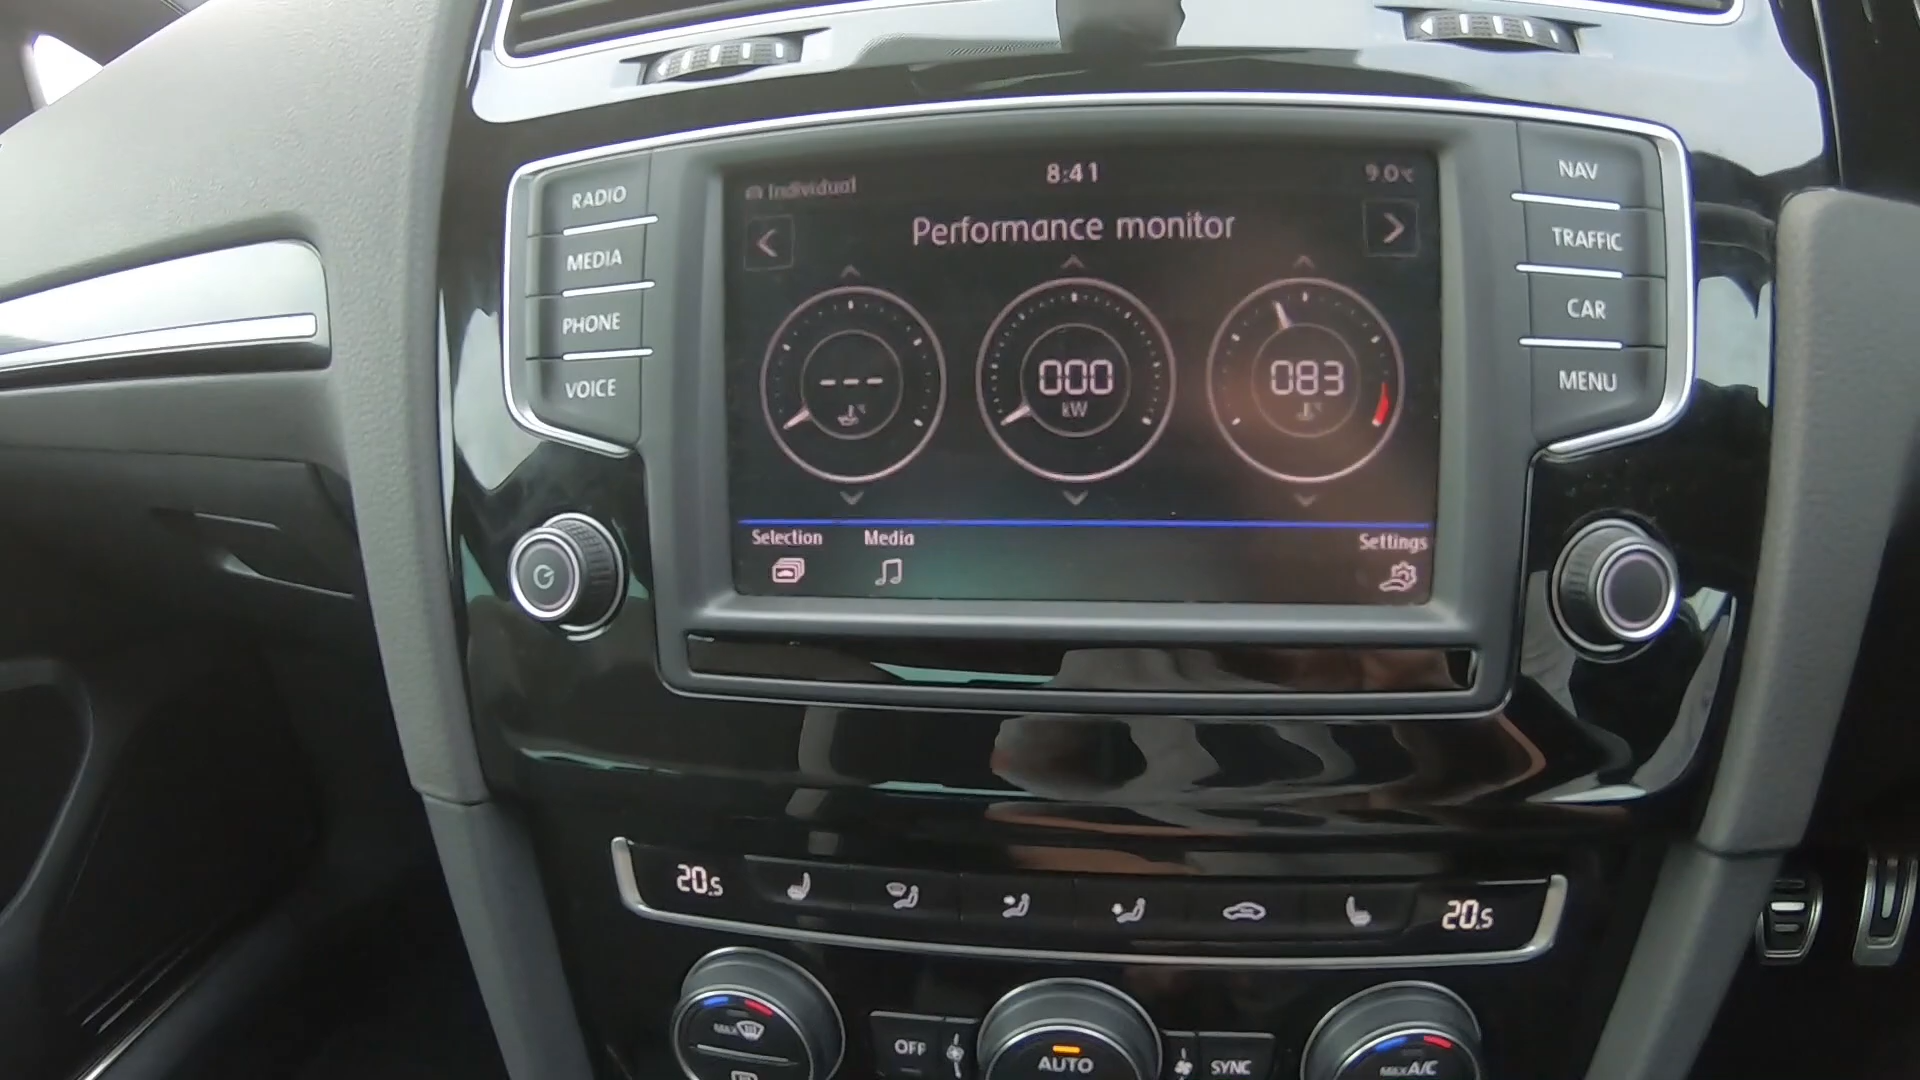 RADIO
MEDIA
PHONE
VOICE
Individual
8:41
9.0°C
Performance monitor
---
000
kW
083
°C
Selection
Media
Settings
NAV
TRAFFIC
CAR
MENU
20.5
20.5
MAX
OFF
AUTO
SYNC
MAX A/C